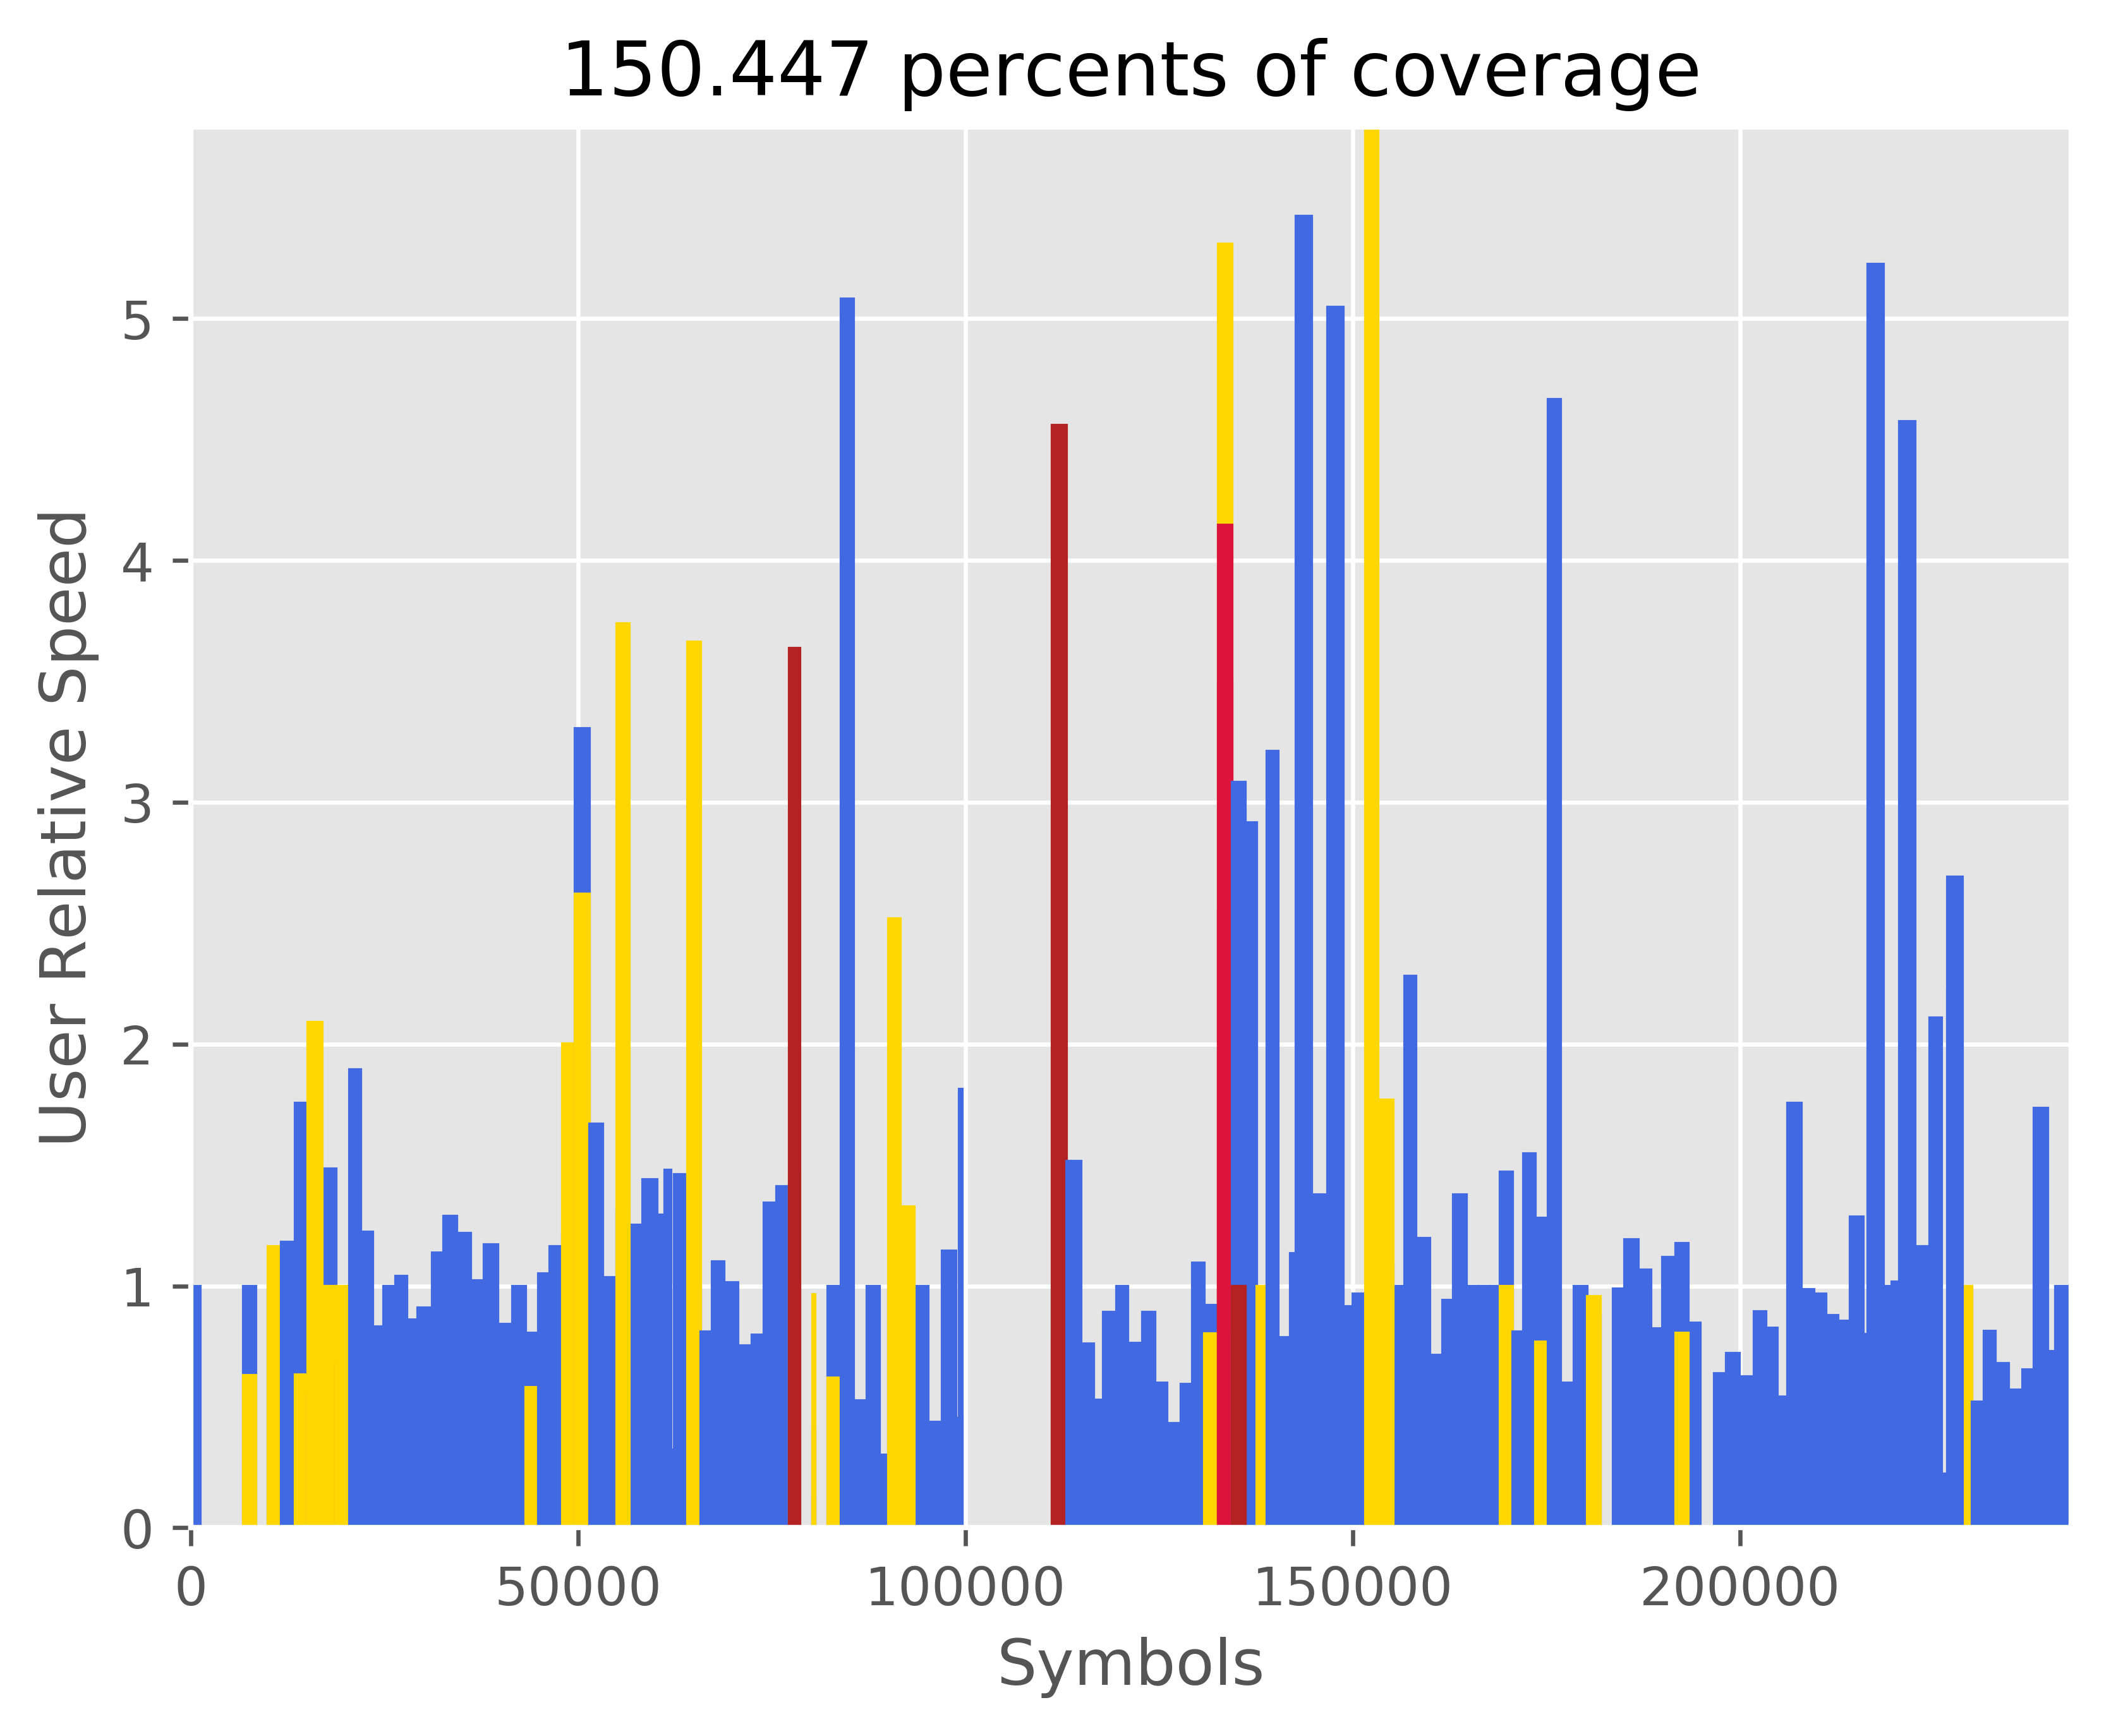 150.447 percents of coverage
User Relative Speed
5
4
3
2
1
0
0 50000 100000 150000 200000
Symbols